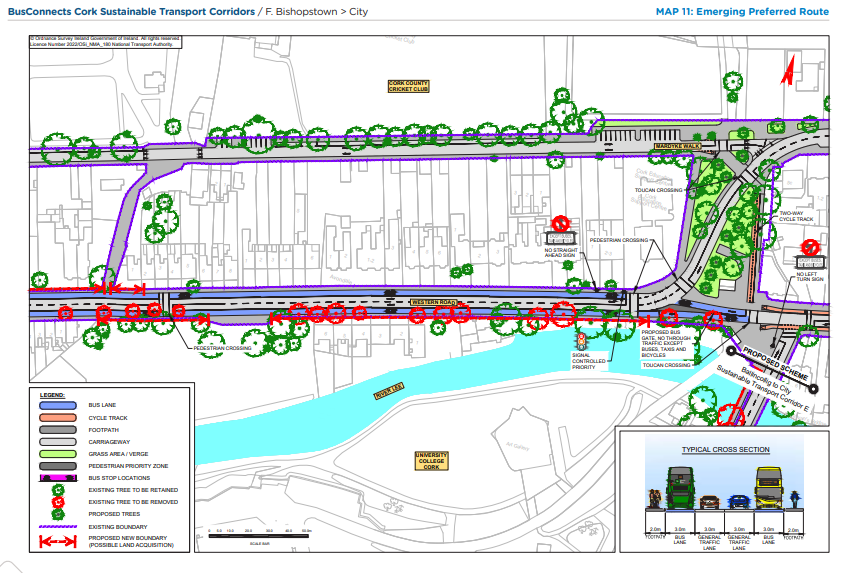 BusConnects Cork Sustainable Transport Corridors / F. Bishopstown > City
MAP 11: Emerging Preferred Route
© Ordnance Survey Ireland Government of Ireland. All rights reserved.
Licence Number 2022/OSi_NMA_180 National Transport Authority.
CORK COUNTY
CRICKET CLUB
MARDYKE WALK
TOUCAN CROSSING
TWO-WAY
CYCLE TRACK
NO STRAIGHT
AHEAD SIGN
PEDESTRIAN CROSSING
NO LEFT
TURN SIGN
WESTERN ROAD
PEDESTRIAN CROSSING
SIGNAL
CONTROLLED
PRIORITY
PROPOSED BUS
GATE, NO THROUGH
TRAFFIC EXCEPT
BUSES, TAXIS AND
BICYCLES
TOUCAN CROSSING
PROPOSED SCHEME
Ballincollig to City
Sustainable Transport Corridor E
RIVER LEE
UNIVERSITY
COLLEGE
CORK
Art Gallery
LEGEND:
BUS LANE
CYCLE TRACK
FOOTPATH
CARRIAGEWAY
GRASS AREA / VERGE
PEDESTRIAN PRIORITY ZONE
BUS STOP LOCATIONS
EXISTING TREE TO BE RETAINED
EXISTING TREE TO BE REMOVED
PROPOSED TREES
EXISTING BOUNDARY
PROPOSED NEW BOUNDARY
(POSSIBLE LAND ACQUISITION)
SCALE BAR
TYPICAL CROSS SECTION
2.0m 3.0m 3.0m 3.0m 3.0m 2.0m
FOOTPATH BUS LANE GENERAL TRAFFIC LANE GENERAL TRAFFIC LANE BUS LANE FOOTPATH